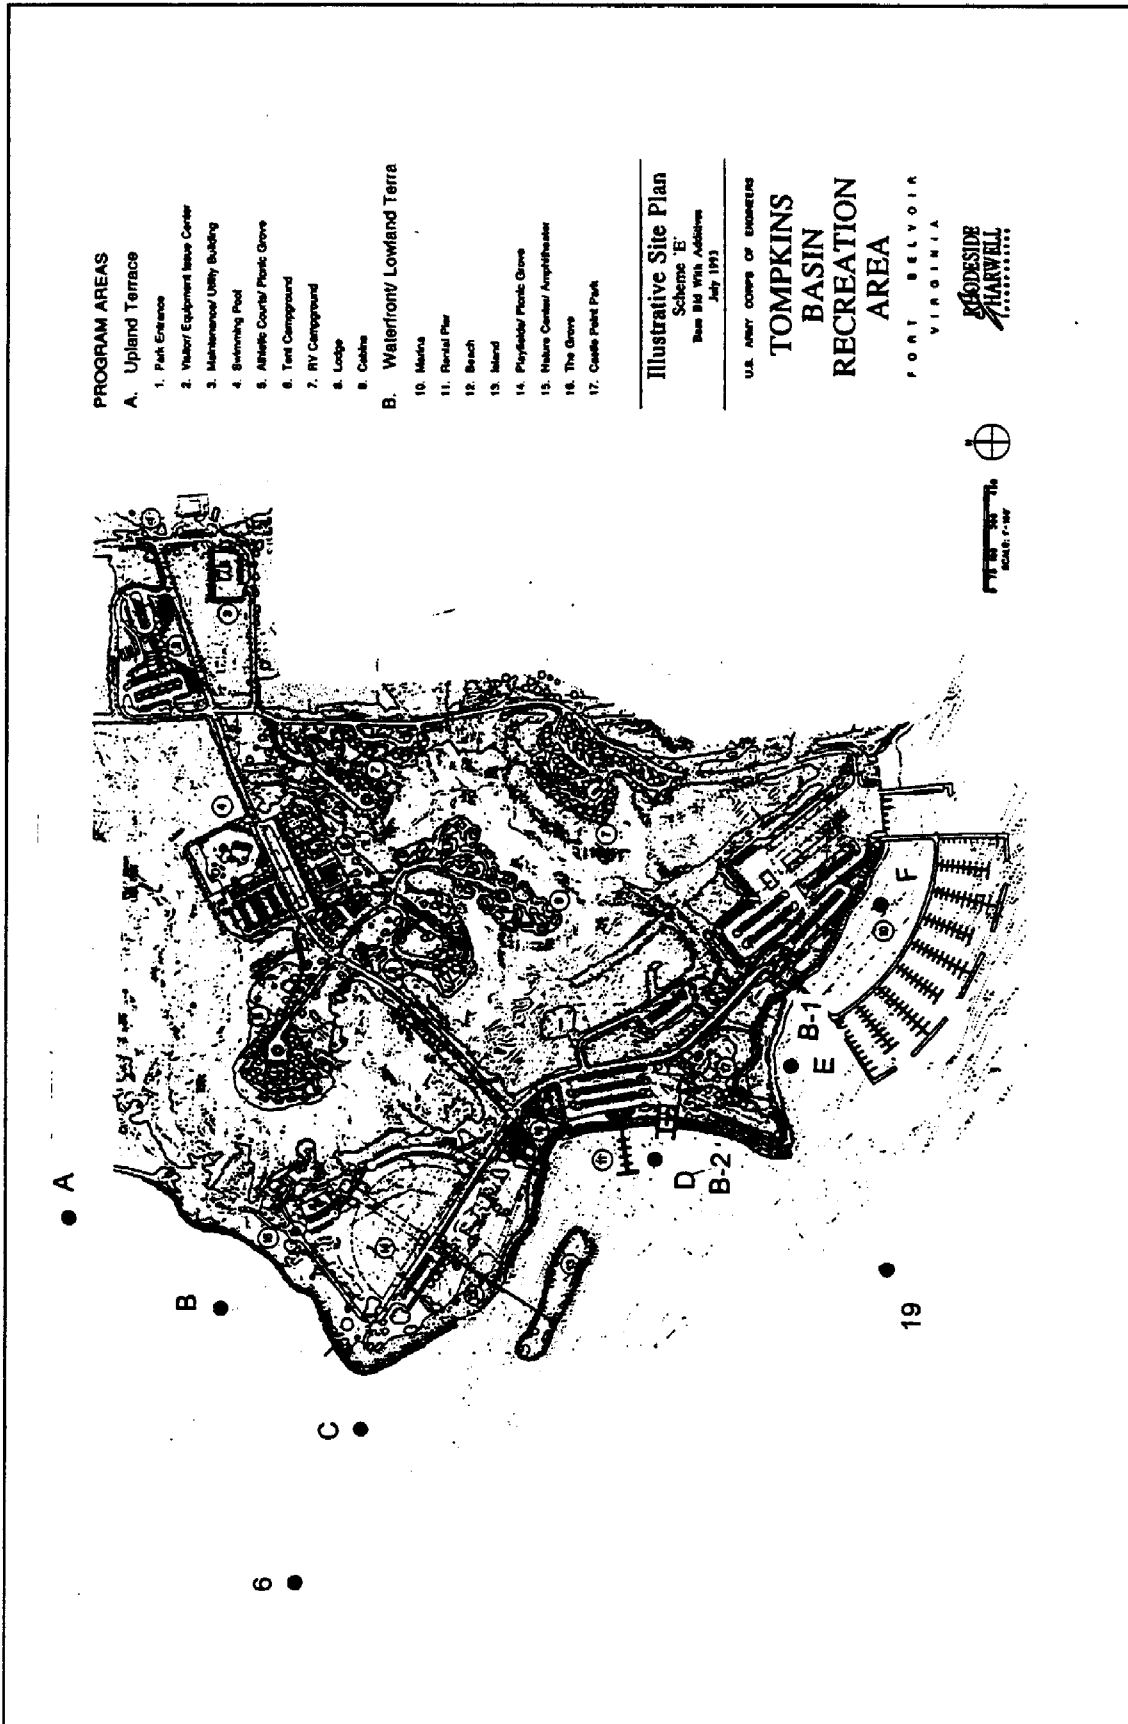 PROGRAM AREAS
A. Upland Terrace
1. Park Entrance
2. Visitor/ Equipment Issue Center
3. Maintenance/ Utility Building
4. Swimming Pool
5. Athletic Courts/ Picnic Grove
6. Tent Campground
7. RV Campground
8. Lodge
9. Cabins
B. Waterfront/ Lowland Terra
10. Marina
11. Rental Pier
12. Beach
13. Island
14. Playfields/ Picnic Grove
15. Nature Center/ Amphitheater
16. The Grove
17. Castle Point Park
Illustrative Site Plan
Scheme 'E'
Base Bid With Additives
July 1993
U.S. ARMY CORPS OF ENGINEERS
TOMPKINS
BASIN
RECREATION
AREA
FORT BELVOIR
VIRGINIA
RHODESIDE
HARWELL
A
B
C
D
B-2
E
B-1
F
6
19